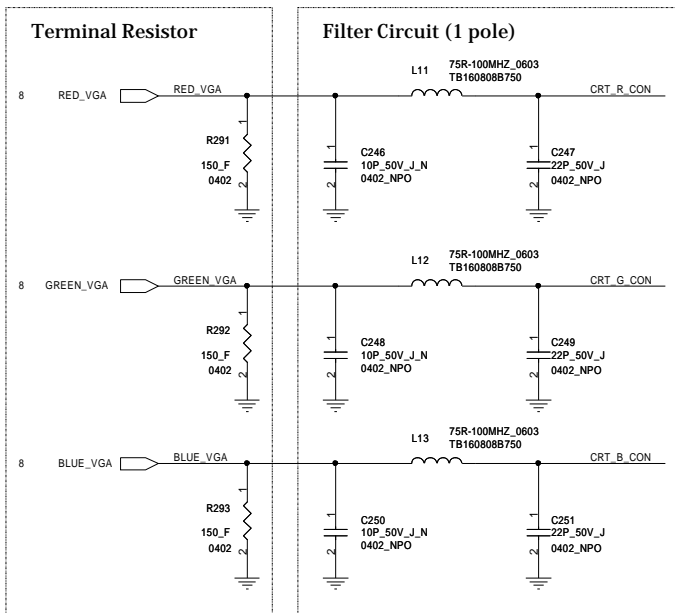 Terminal Resistor
Filter Circuit (1 pole)
8 RED_VGA RED_VGA
L11
75R-100MHZ_0603
TB160808B750
CRT_R_CON
1
R291
150_F
0402
2
1
C246
10P_50V_J_N
0402_NPO
2
1
C247
22P_50V_J
0402_NPO
2
8 GREEN_VGA GREEN_VGA
L12
75R-100MHZ_0603
TB160808B750
CRT_G_CON
1
R292
150_F
0402
2
1
C248
10P_50V_J_N
0402_NPO
2
1
C249
22P_50V_J
0402_NPO
2
8 BLUE_VGA BLUE_VGA
L13
75R-100MHZ_0603
TB160808B750
CRT_B_CON
1
R293
150_F
0402
2
1
C250
10P_50V_J_N
0402_NPO
2
1
C251
22P_50V_J
0402_NPO
2